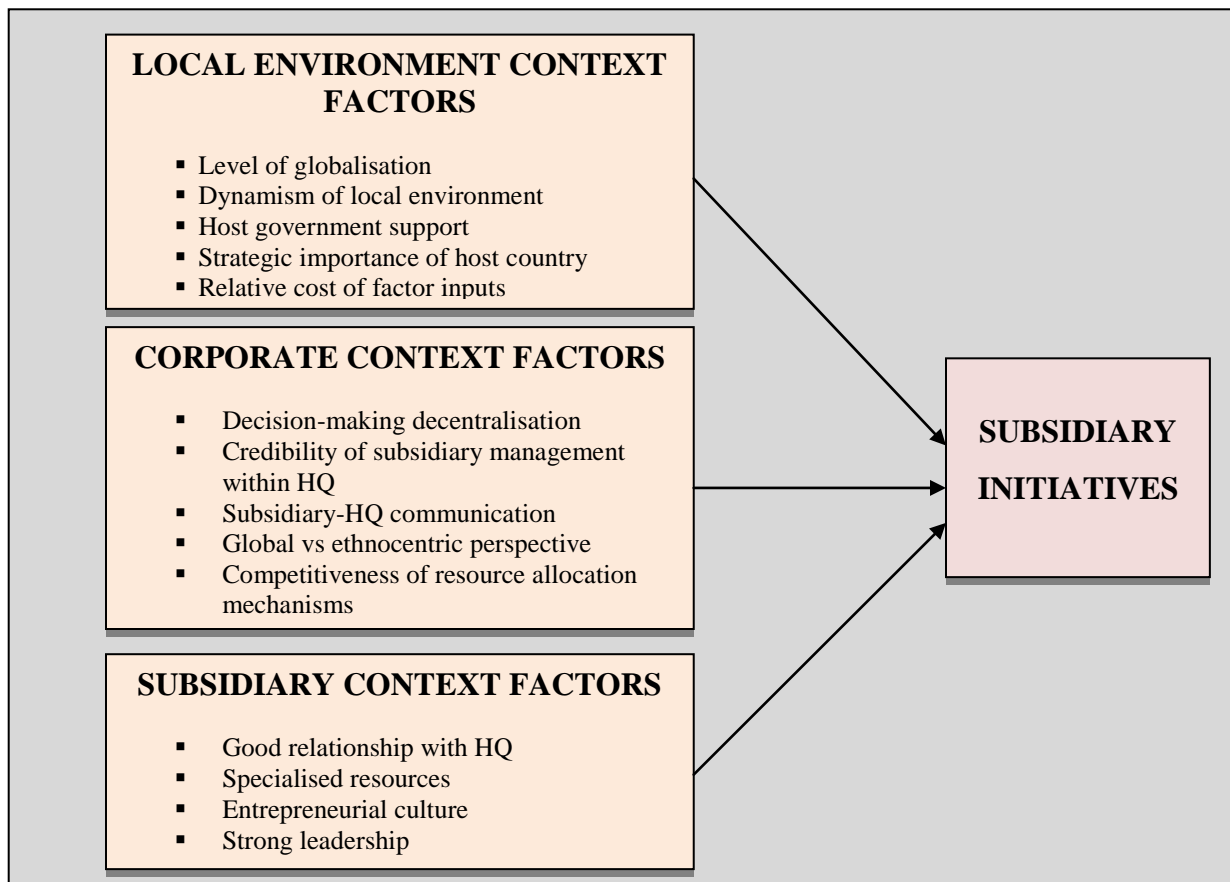 LOCAL ENVIRONMENT CONTEXT
FACTORS
▪ Level of globalisation
▪ Dynamism of local environment
▪ Host government support
▪ Strategic importance of host country
▪ Relative cost of factor inputs
CORPORATE CONTEXT FACTORS
▪ Decision-making decentralisation
▪ Credibility of subsidiary management
within HQ
▪ Subsidiary-HQ communication
▪ Global vs ethnocentric perspective
▪ Competitiveness of resource allocation
mechanisms
SUBSIDIARY CONTEXT FACTORS
▪ Good relationship with HQ
▪ Specialised resources
▪ Entrepreneurial culture
▪ Strong leadership
SUBSIDIARY
INITIATIVES